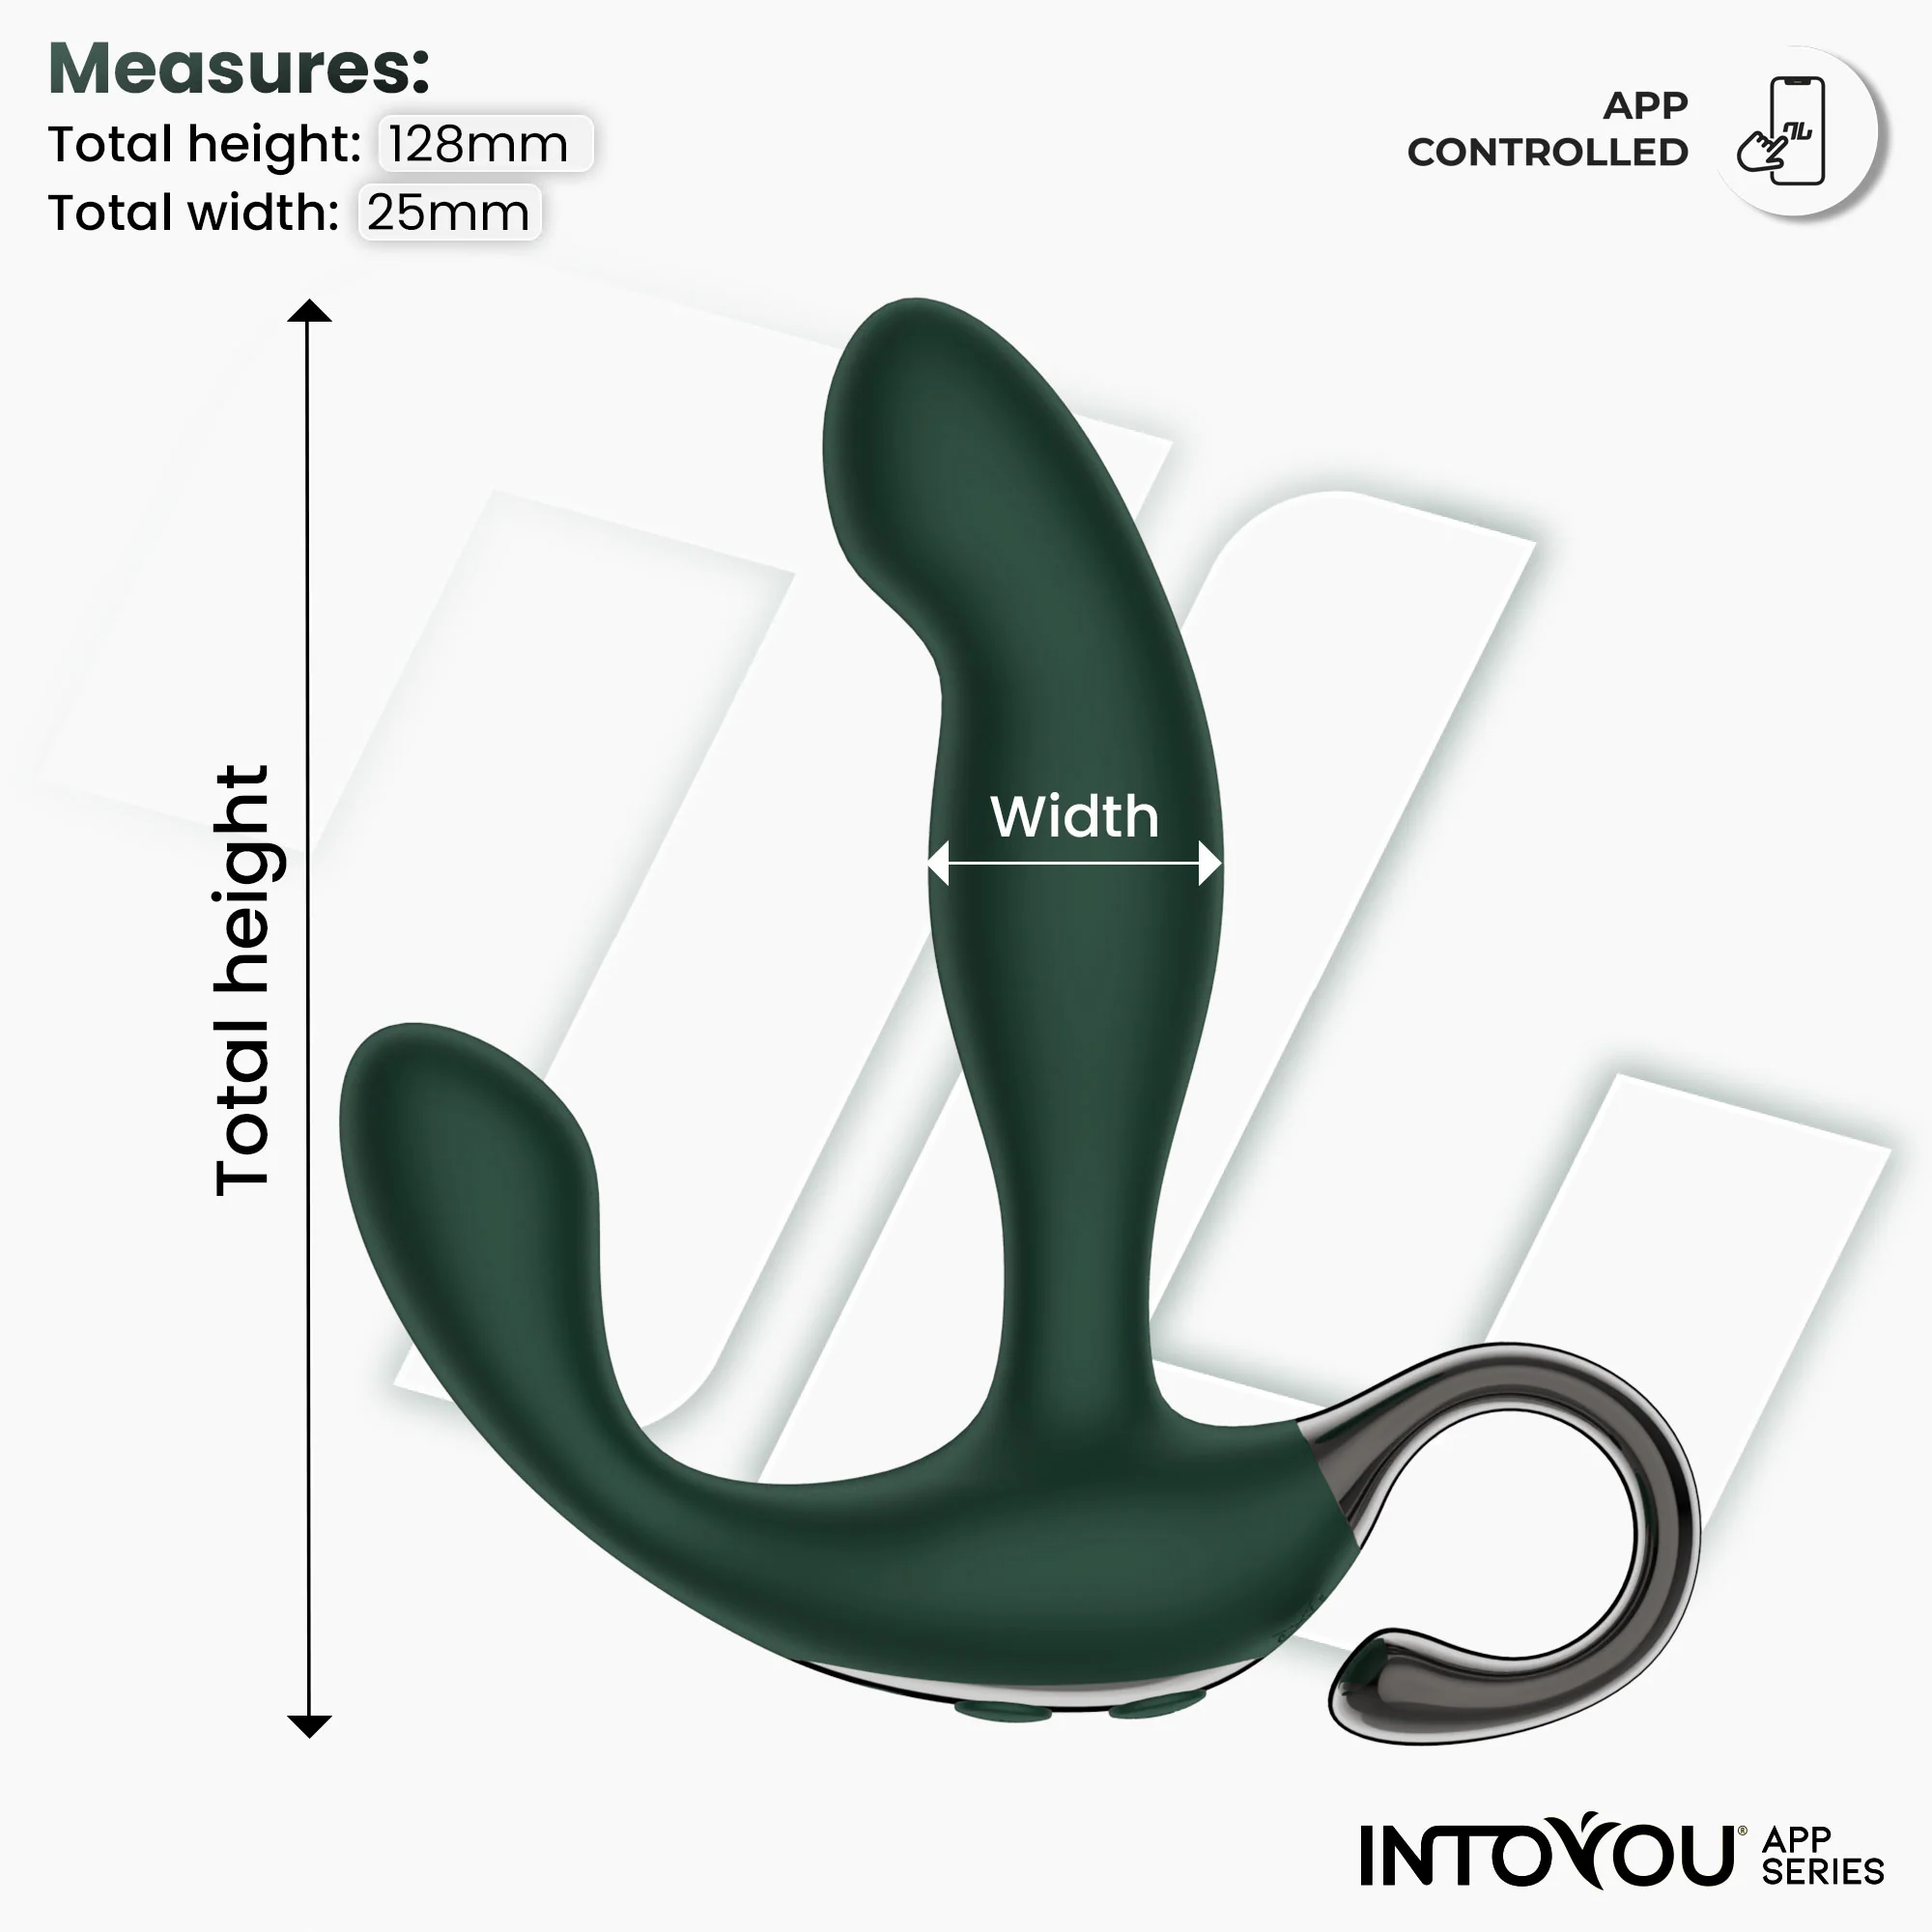 Measures:
Total height: 128mm
Total width: 25mm
APP
CONTROLLED
Total height
Width
INTOYOU® APP
SERIES